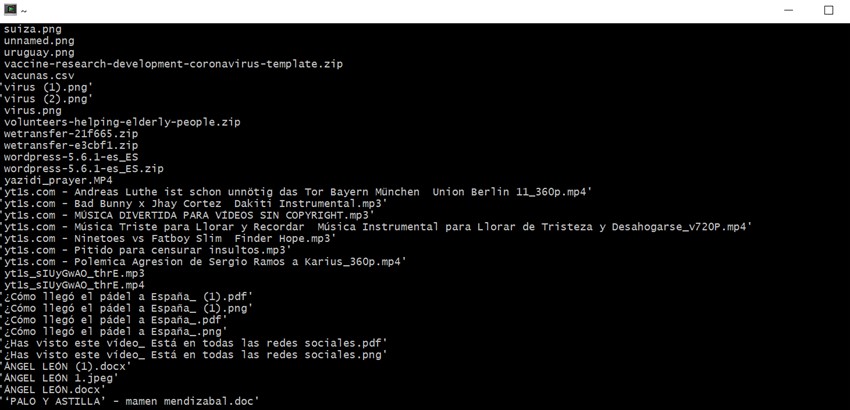 ~
suiza.png
unnamed.png
uruguay.png
vaccine-research-development-coronavirus-template.zip
vacunas.csv
'virus (1).png'
'virus (2).png'
virus.png
volunteers-helping-elderly-people.zip
wetransfer-21f665.zip
wetransfer-e3cbf1.zip
wordpress-5.6.1-es_ES
wordpress-5.6.1-es_ES.zip
yazidi_prayer.MP4
'yt1s.com - Andreas Luthe ist schon unnötig das Tor Bayern München  Union Berlin 11_360p.mp4'
'yt1s.com - Bad Bunny x Jhay Cortez  Dakiti Instrumental.mp3'
'yt1s.com - MÚSICA DIVERTIDA PARA VÍDEOS SIN COPYRIGHT.mp3'
'yt1s.com - Música Triste para Llorar y Recordar  Música Instrumental para Llorar de Tristeza y Desahogarse_v720P.mp4'
'yt1s.com - Ninetoes vs Fatboy Slim  Finder Hope.mp3'
'yt1s.com - Pitido para censurar insultos.mp3'
'yt1s.com - Polemica Agresion de Sergio Ramos a Karius_360p.mp4'
yt1s_sIUyGwAO_thrE.mp3
yt1s_sIUyGwAO_thrE.mp4
'¿Cómo llegó el pádel a España_ (1).pdf'
'¿Cómo llegó el pádel a España_ (1).png'
'¿Cómo llegó el pádel a España_.pdf'
'¿Cómo llegó el pádel a España_.png'
'¿Has visto este vídeo_ Está en todas las redes sociales.pdf'
'¿Has visto este vídeo_ Está en todas las redes sociales.png'
'ÁNGEL LEÓN (1).docx'
'ÁNGEL LEÓN 1.jpeg'
'ÁNGEL LEÓN.docx'
'‘PALO Y ASTILLA’ - mamen mendizabal.doc'